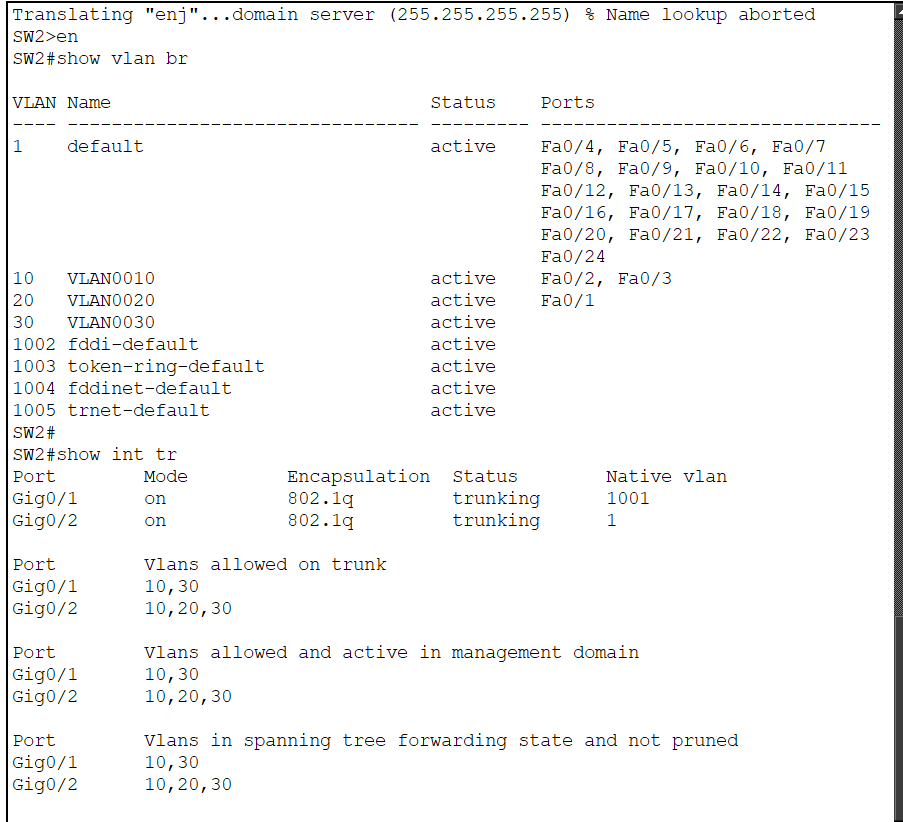 Translating "enj"...domain server (255.255.255.255) % Name lookup aborted
SW2>en
SW2#show vlan br

VLAN Name                             Status    Ports
---- -------------------------------- --------- -------------------------------
1    default                          active    Fa0/4, Fa0/5, Fa0/6, Fa0/7
                                                Fa0/8, Fa0/9, Fa0/10, Fa0/11
                                                Fa0/12, Fa0/13, Fa0/14, Fa0/15
                                                Fa0/16, Fa0/17, Fa0/18, Fa0/19
                                                Fa0/20, Fa0/21, Fa0/22, Fa0/23
                                                Fa0/24
10   VLAN0010                         active    Fa0/2, Fa0/3
20   VLAN0020                         active    Fa0/1
30   VLAN0030                         active
1002 fddi-default                     active
1003 token-ring-default               active
1004 fddinet-default                  active
1005 trnet-default                    active
SW2#
SW2#show int tr
Port        Mode         Encapsulation  Status        Native vlan
Gig0/1      on           802.1q         trunking      1001
Gig0/2      on           802.1q         trunking      1

Port        Vlans allowed on trunk
Gig0/1      10,30
Gig0/2      10,20,30

Port        Vlans allowed and active in management domain
Gig0/1      10,30
Gig0/2      10,20,30

Port        Vlans in spanning tree forwarding state and not pruned
Gig0/1      10,30
Gig0/2      10,20,30